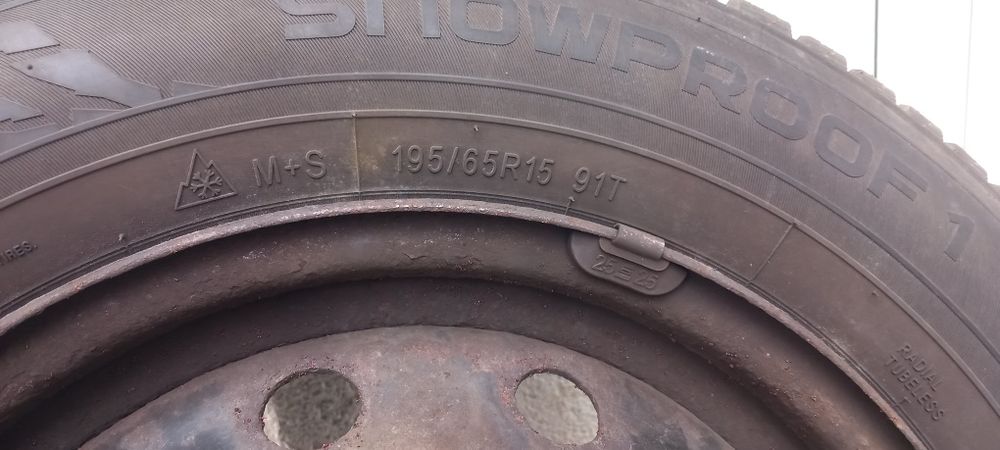 SNOWPROOF 1
M+S 195/65R15 91T
25 25
RADIAL
TUBELESS